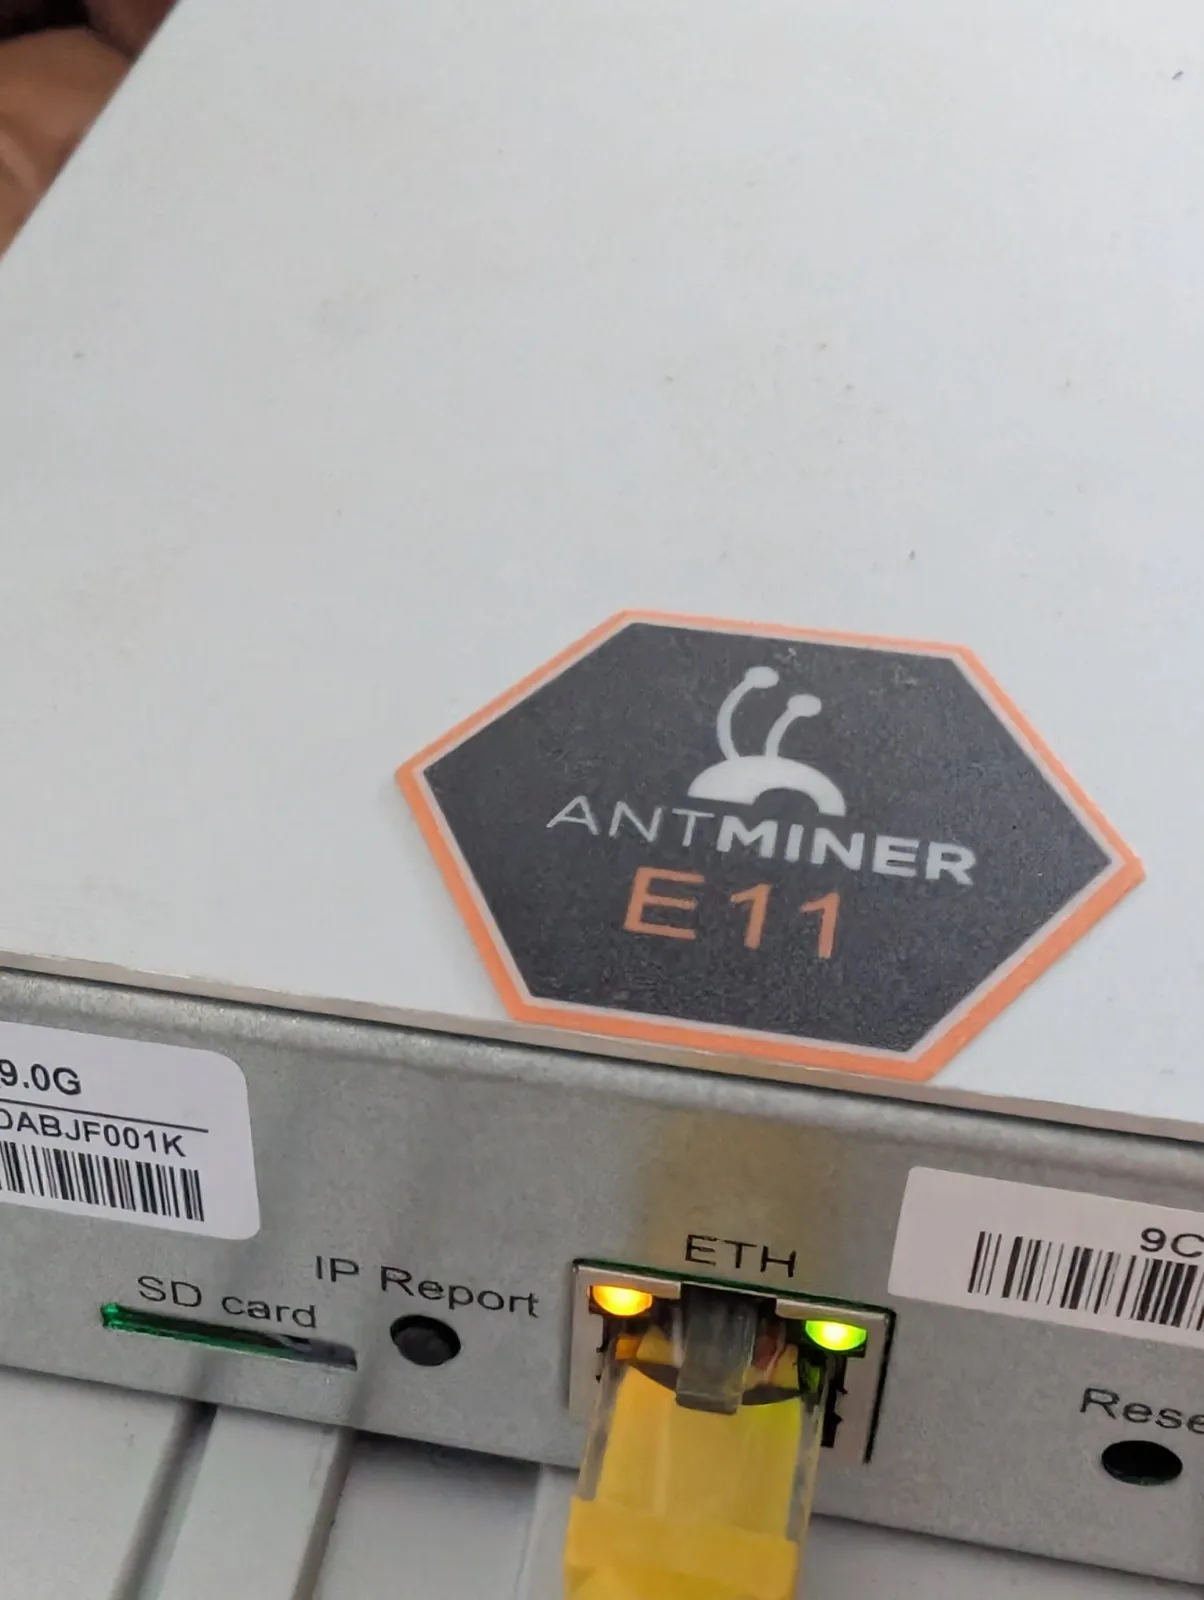 ANTMINER
E11
9.0G
DABJF001K
SD card
IP Report
ETH
9C
Rese